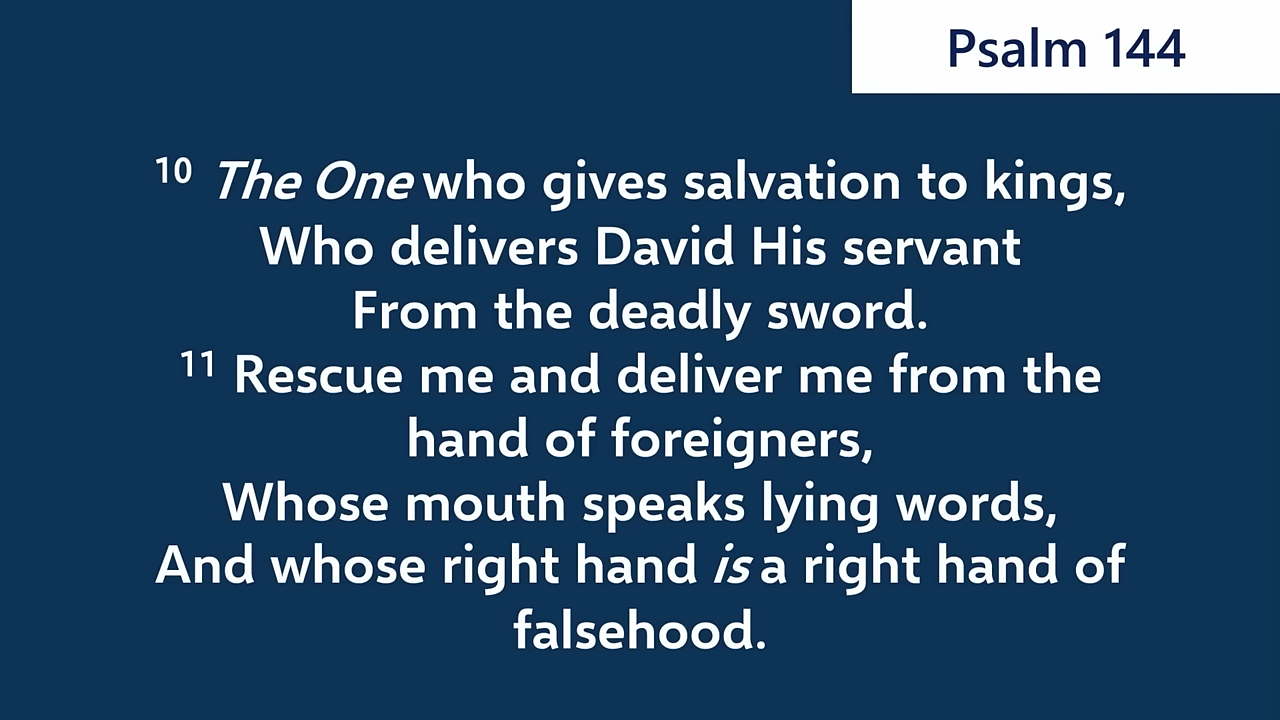 Psalm 144
10 The One who gives salvation to kings,
Who delivers David His servant
From the deadly sword.
11 Rescue me and deliver me from the
hand of foreigners,
Whose mouth speaks lying words,
And whose right hand is a right hand of
falsehood.